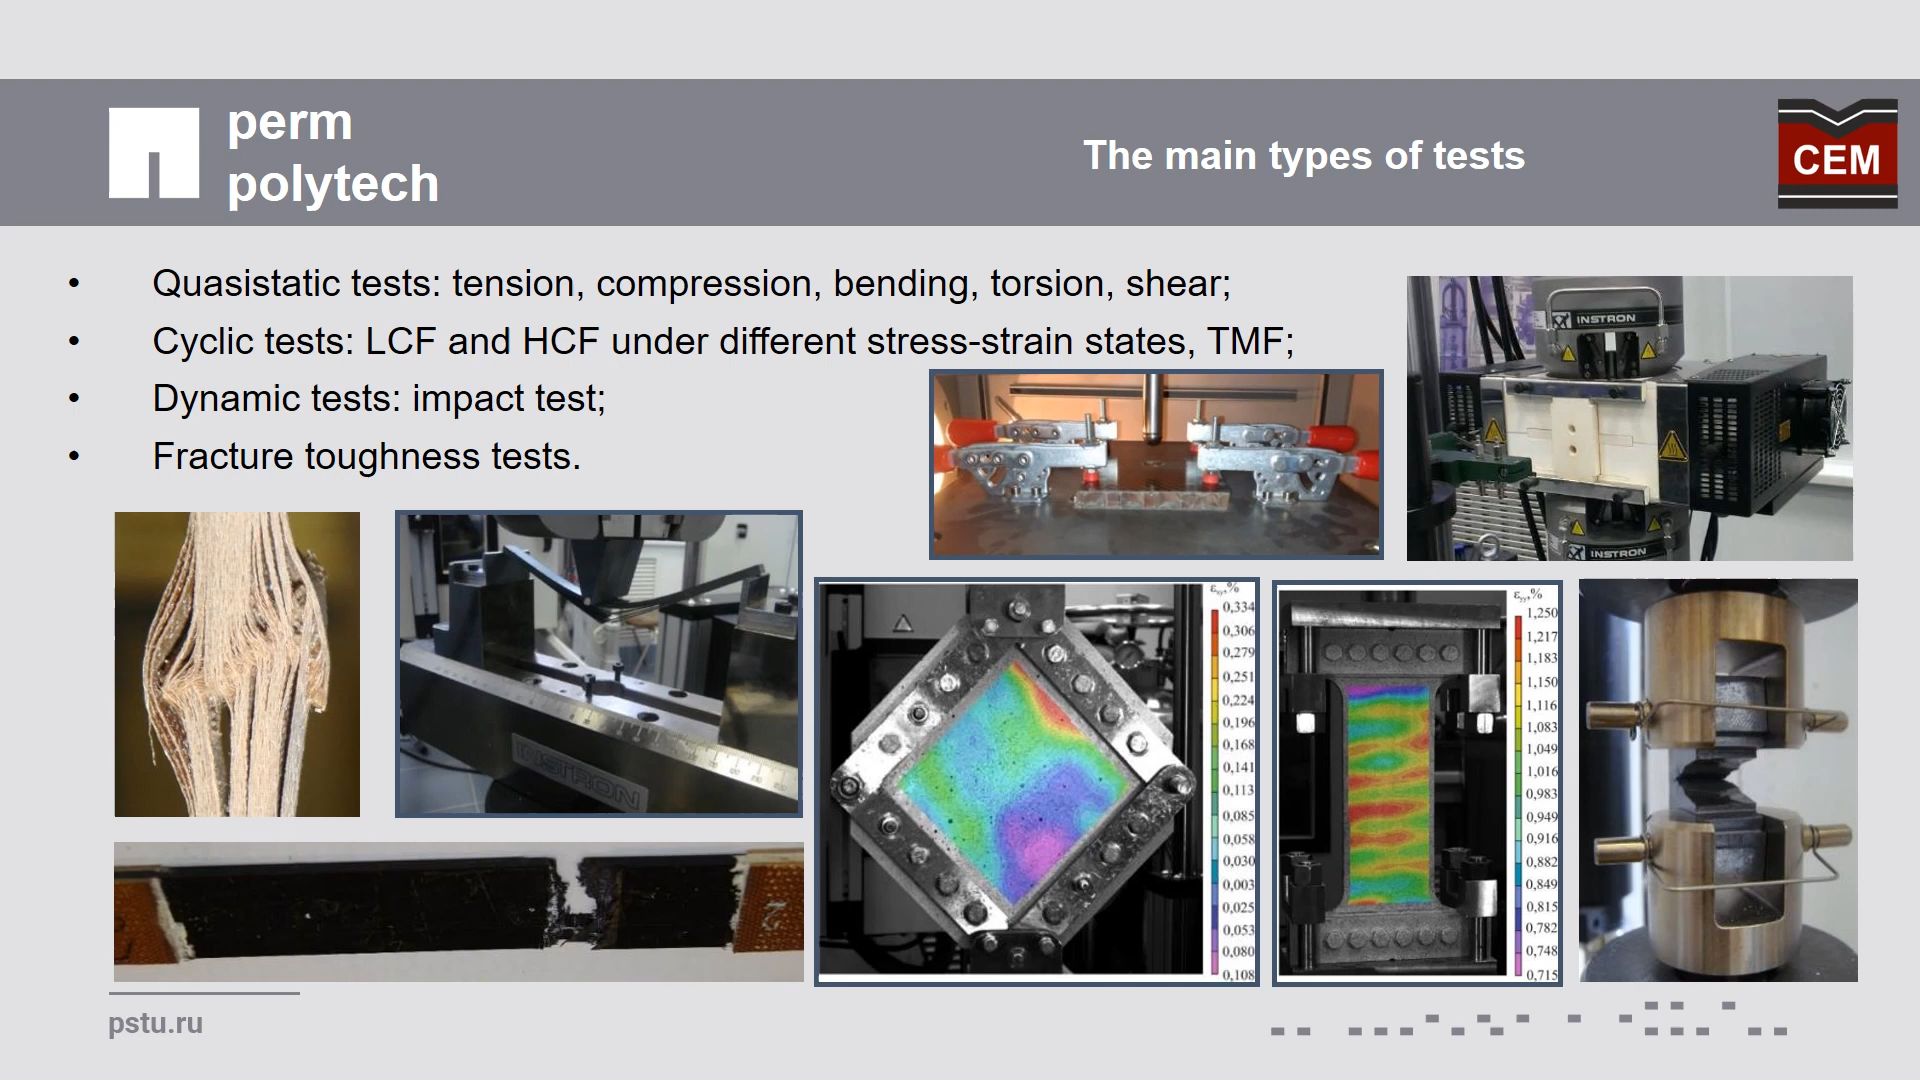 perm
polytech
The main types of tests
CEM
• Quasistatic tests: tension, compression, bending, torsion, shear;
• Cyclic tests: LCF and HCF under different stress-strain states, TMF;
• Dynamic tests: impact test;
• Fracture toughness tests.
INSTRON
INSTRON
INSTRON
εxy,%
0,334
0,306
0,279
0,251
0,224
0,196
0,168
0,141
0,113
0,085
0,058
0,030
0,003
0,025
0,053
0,080
0,108
εyy,%
1,250
1,217
1,183
1,150
1,116
1,083
1,049
1,016
0,983
0,949
0,916
0,882
0,849
0,815
0,782
0,748
0,715
2
pstu.ru